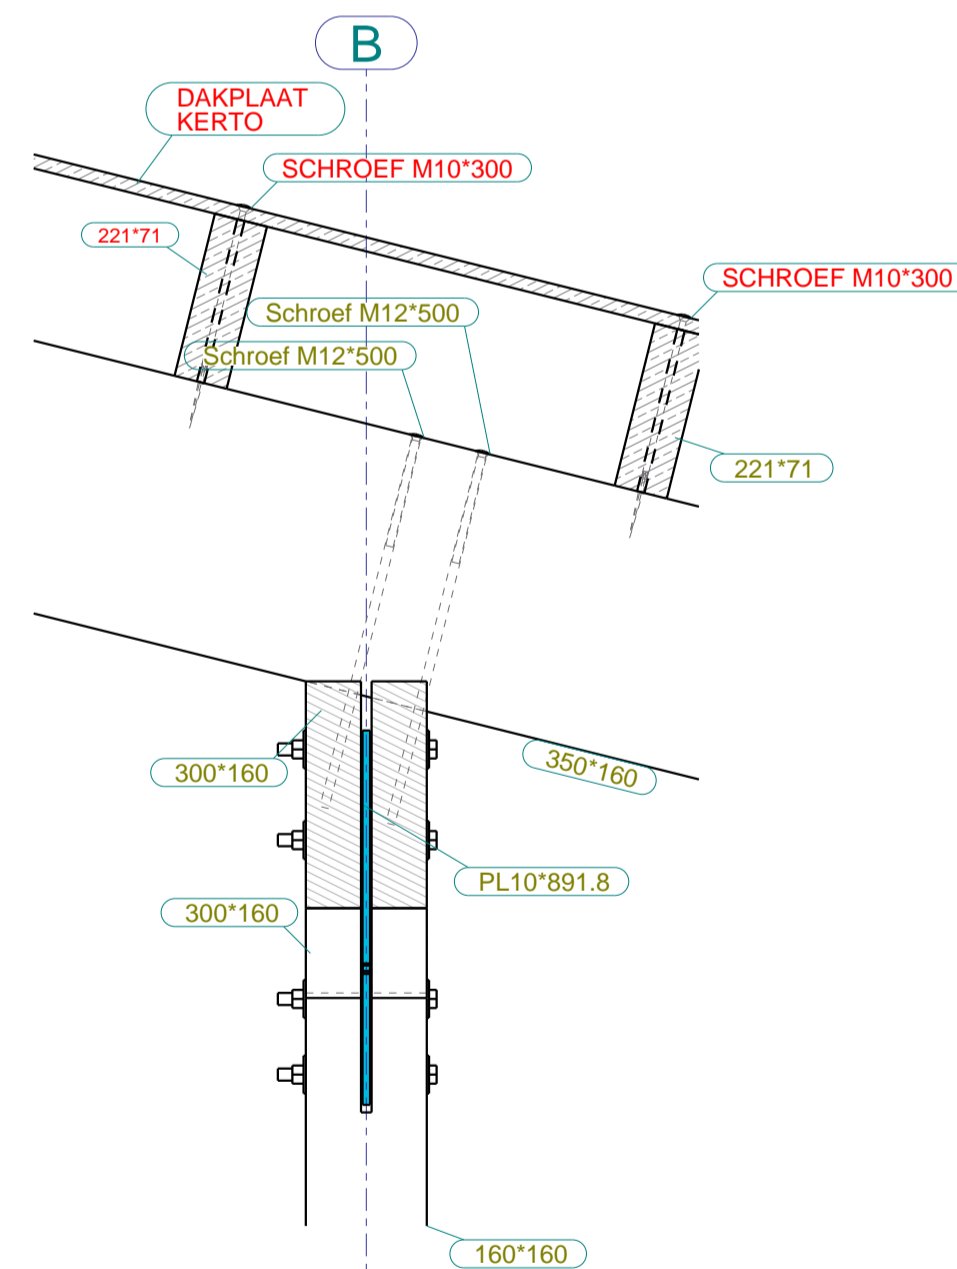 B
DAKPLAAT
KERTO
SCHROEF M10*300
221*71
SCHROEF M10*300
Schroef M12*500
Schroef M12*500
221*71
300*160
350*160
PL10*891.8
300*160
160*160